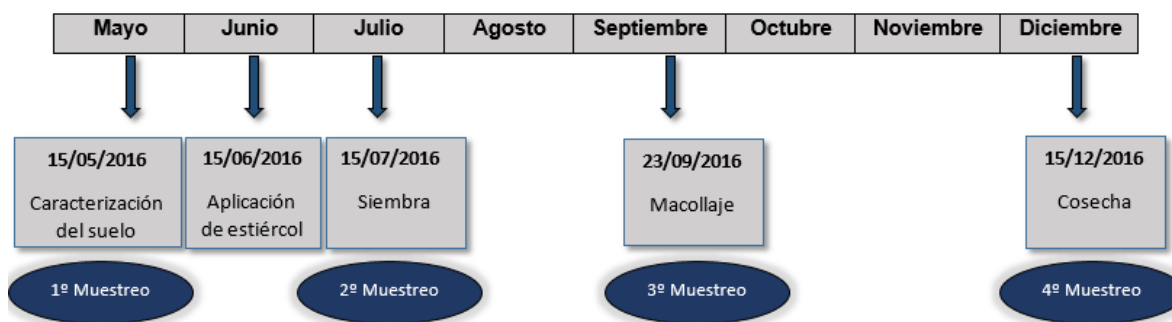 Mayo Junio Julio Agosto Septiembre Octubre Noviembre Diciembre
15/05/2016
Caracterización
del suelo
15/06/2016
Aplicación
de estiércol
15/07/2016
Siembra
23/09/2016
Macollaje
15/12/2016
Cosecha
1º Muestreo
2º Muestreo
3º Muestreo
4º Muestreo